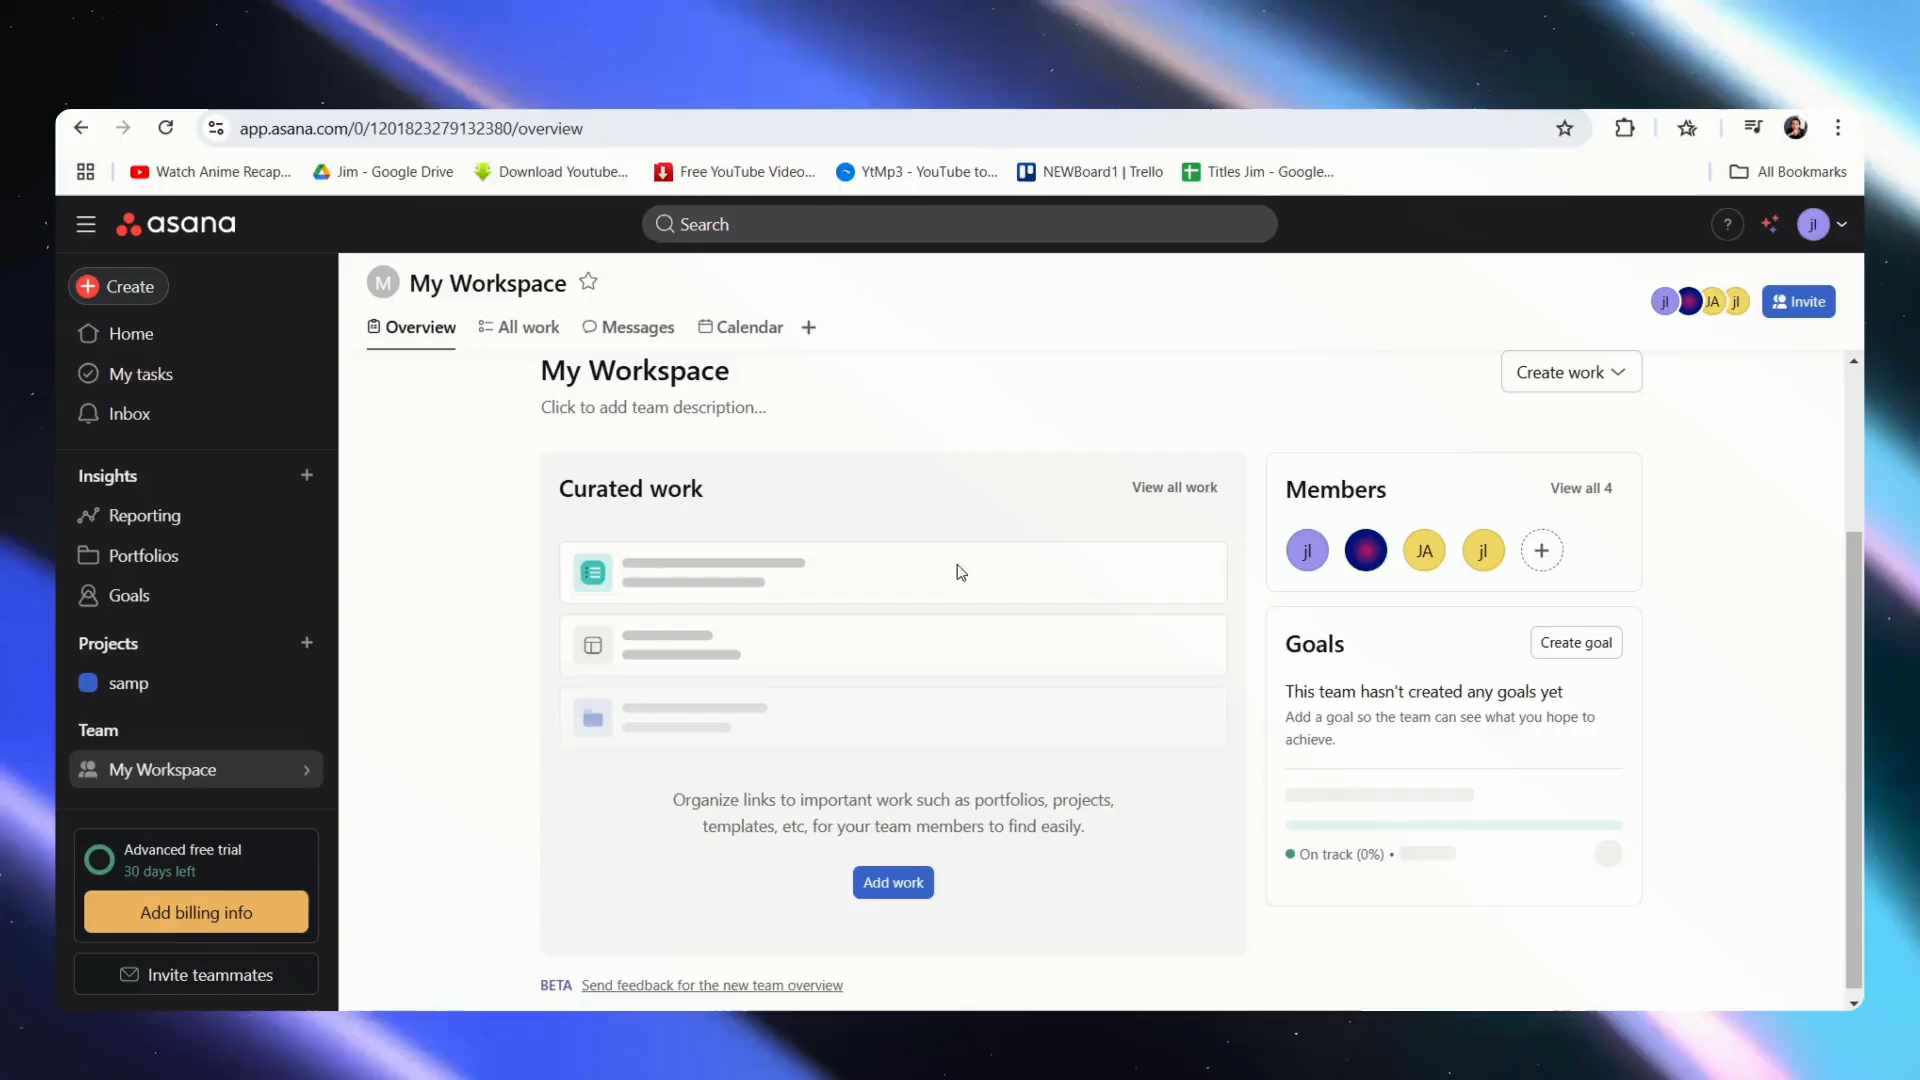 app.asana.com/0/1201823279132380/overview
Watch Anime Recap...
Jim - Google Drive
Download Youtube...
Free YouTube Video...
YtMp3 - YouTube to...
NEWBoard1 | Trello
Titles Jim - Google...
All Bookmarks
asana
Search
?
jl
Create
Home
My tasks
Inbox
Insights
Reporting
Portfolios
Goals
Projects
samp
Team
My Workspace
Advanced free trial
30 days left
Add billing info
Invite teammates
M
My Workspace
jl
JA
jl
Invite
Overview
All work
Messages
Calendar
My Workspace
Create work
Click to add team description...
Curated work
View all work
Organize links to important work such as portfolios, projects,
templates, etc, for your team members to find easily.
Add work
Members
View all 4
jl
JA
jl
Goals
Create goal
This team hasn't created any goals yet
Add a goal so the team can see what you hope to
achieve.
On track (0%) •
BETA Send feedback for the new team overview